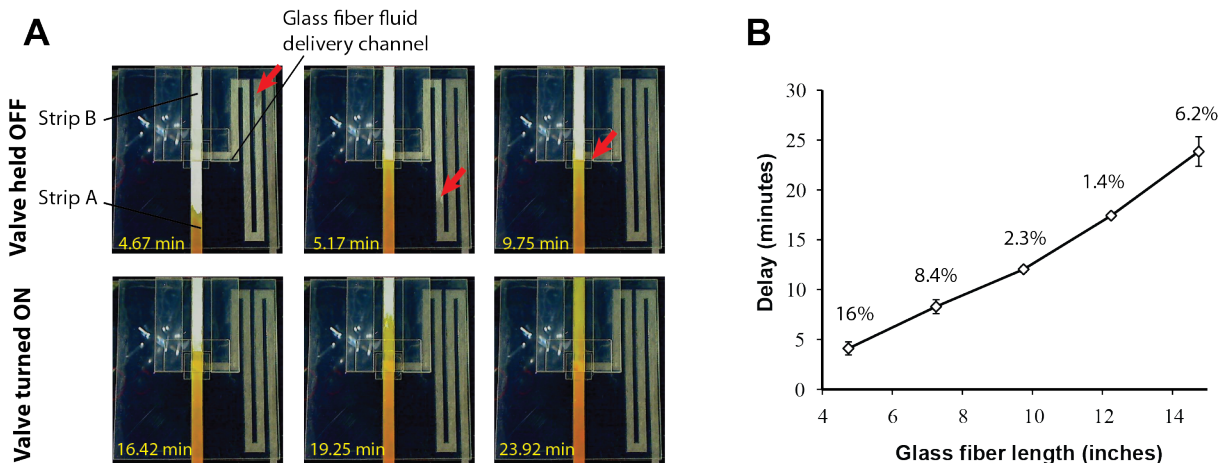 A
Glass fiber fluid
delivery channel
Valve held OFF
Strip B
Strip A
4.67 min
5.17 min
9.75 min
Valve turned ON
16.42 min
19.25 min
23.92 min
B
Delay (minutes)
30
25
20
15
10
5
0
16%
8.4%
2.3%
1.4%
6.2%
4
6
8
10
12
14
Glass fiber length (inches)